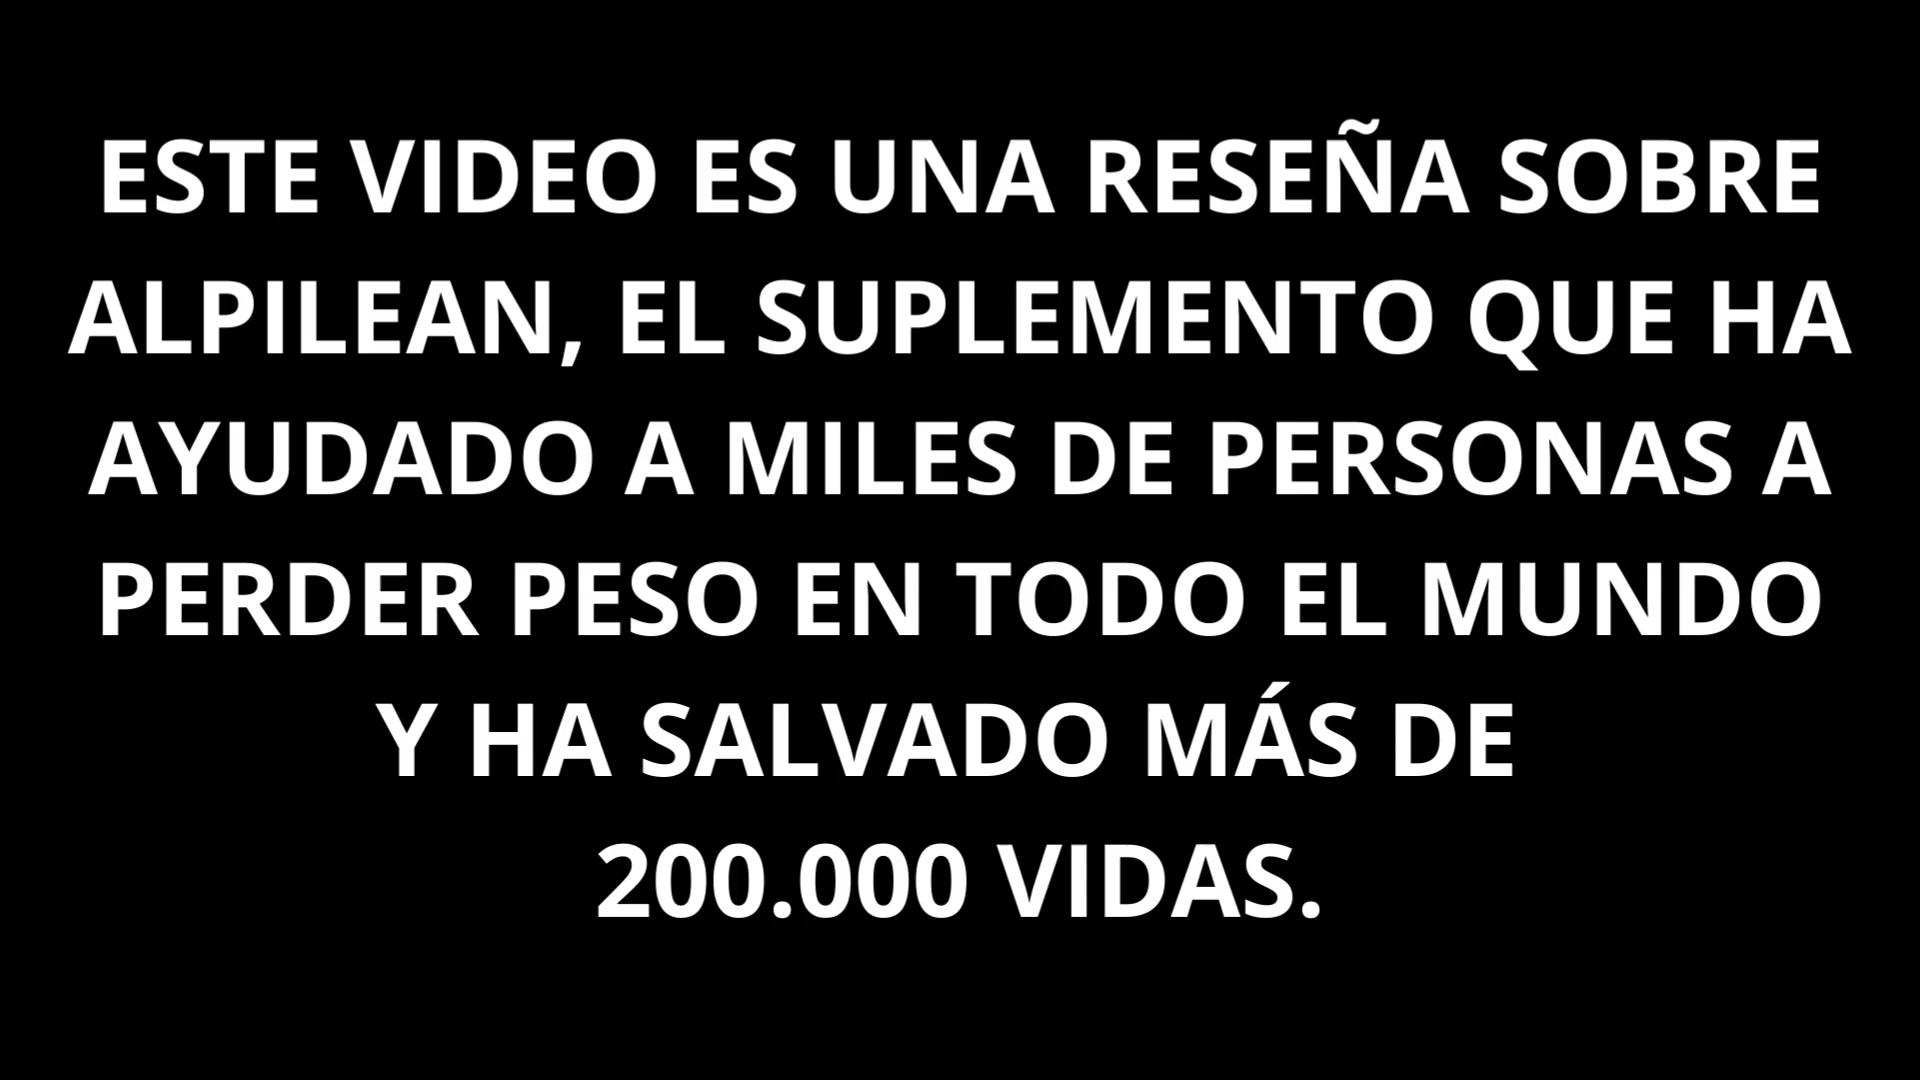 ESTE VIDEO ES UNA RESEÑA SOBRE
ALPILEAN, EL SUPLEMENTO QUE HA
AYUDADO A MILES DE PERSONAS A
PERDER PESO EN TODO EL MUNDO
Y HA SALVADO MÁS DE
200.000 VIDAS.